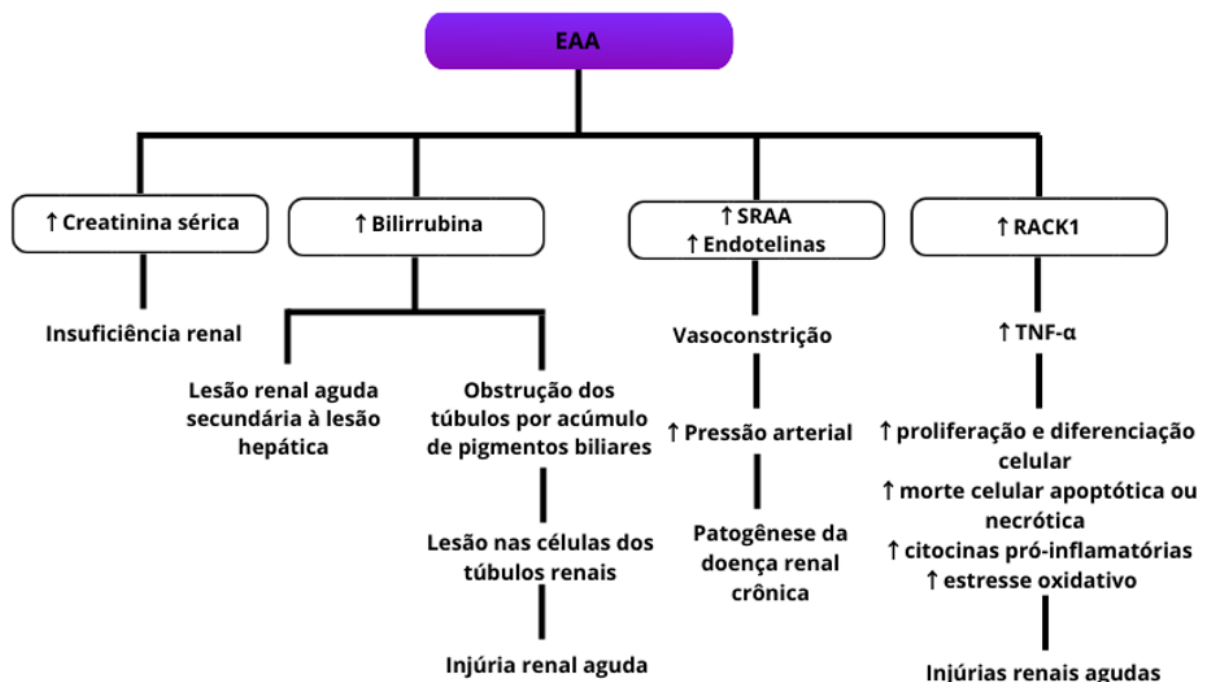 EAA
↑ Creatinina sérica
Insuficiência renal
↑ Bilirrubina
Lesão renal aguda
secundária à lesão
hepática
Obstrução dos
túbulos por acúmulo
de pigmentos biliares
Lesão nas células dos
túbulos renais
Injúria renal aguda
↑ SRAA
↑ Endotelinas
Vasoconstrição
↑ Pressão arterial
Patogênese da
doença renal
crônica
↑ RACK1
↑ TNF-α
↑ proliferação e diferenciação
celular
↑ morte celular apoptótica ou
necrótica
↑ citocinas pró-inflamatórias
↑ estresse oxidativo
Injúrias renais agudas